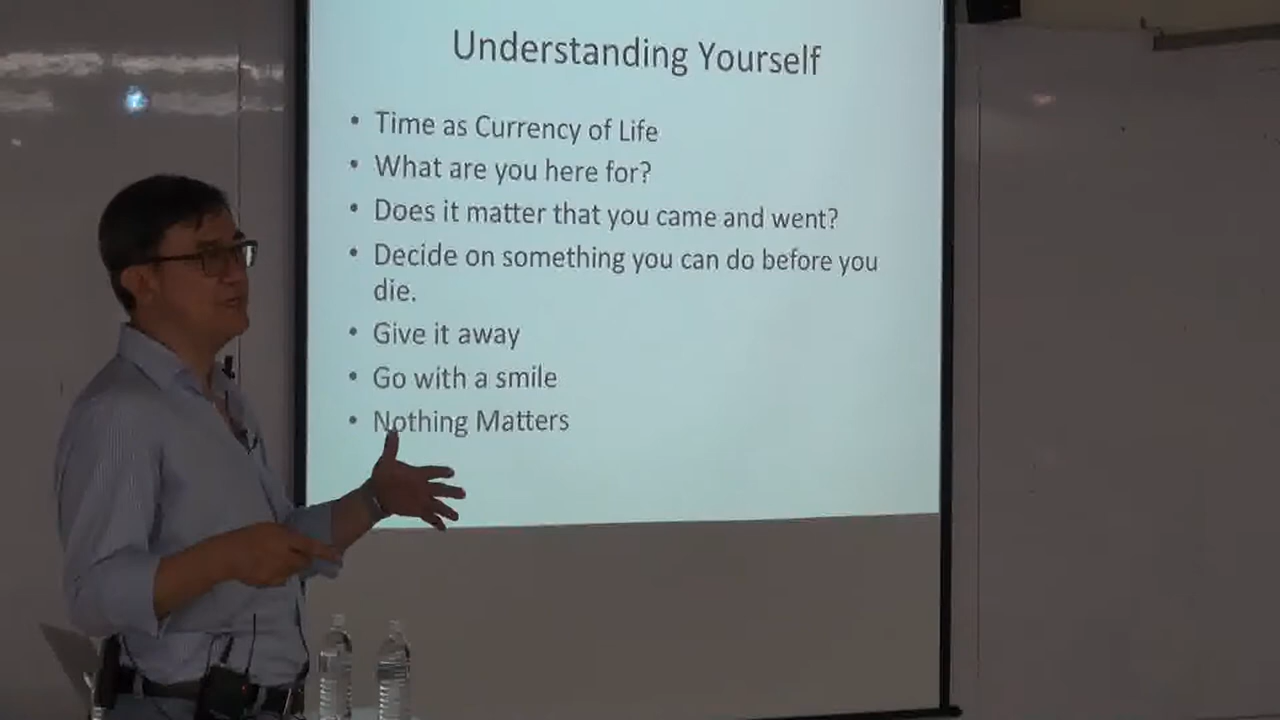 Understanding Yourself
• Time as Currency of Life
• What are you here for?
• Does it matter that you came and went?
• Decide on something you can do before you
die.
• Give it away
• Go with a smile
• Nothing Matters